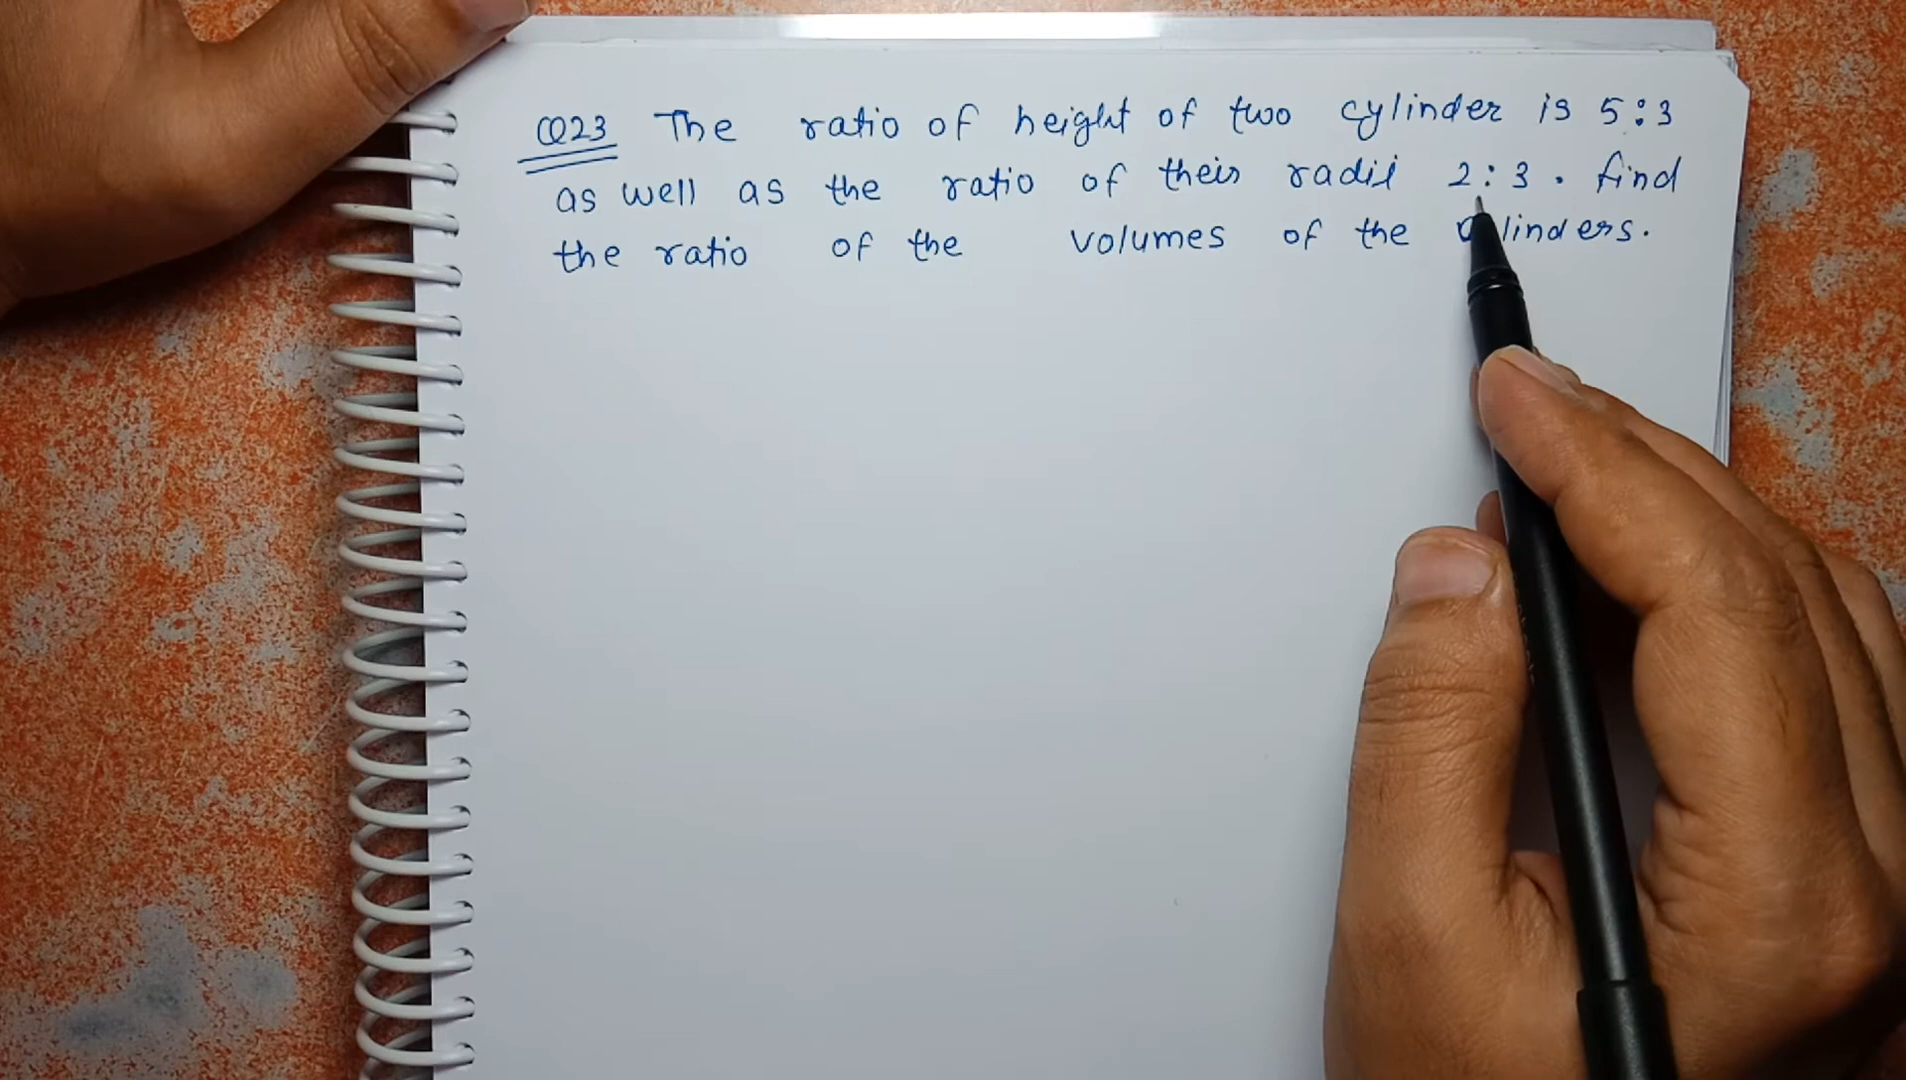 Q23 The ratio of height of two cylinder is 5:3
as well as the ratio of their radii 2:3. find
the ratio of the volumes of the cylinders.